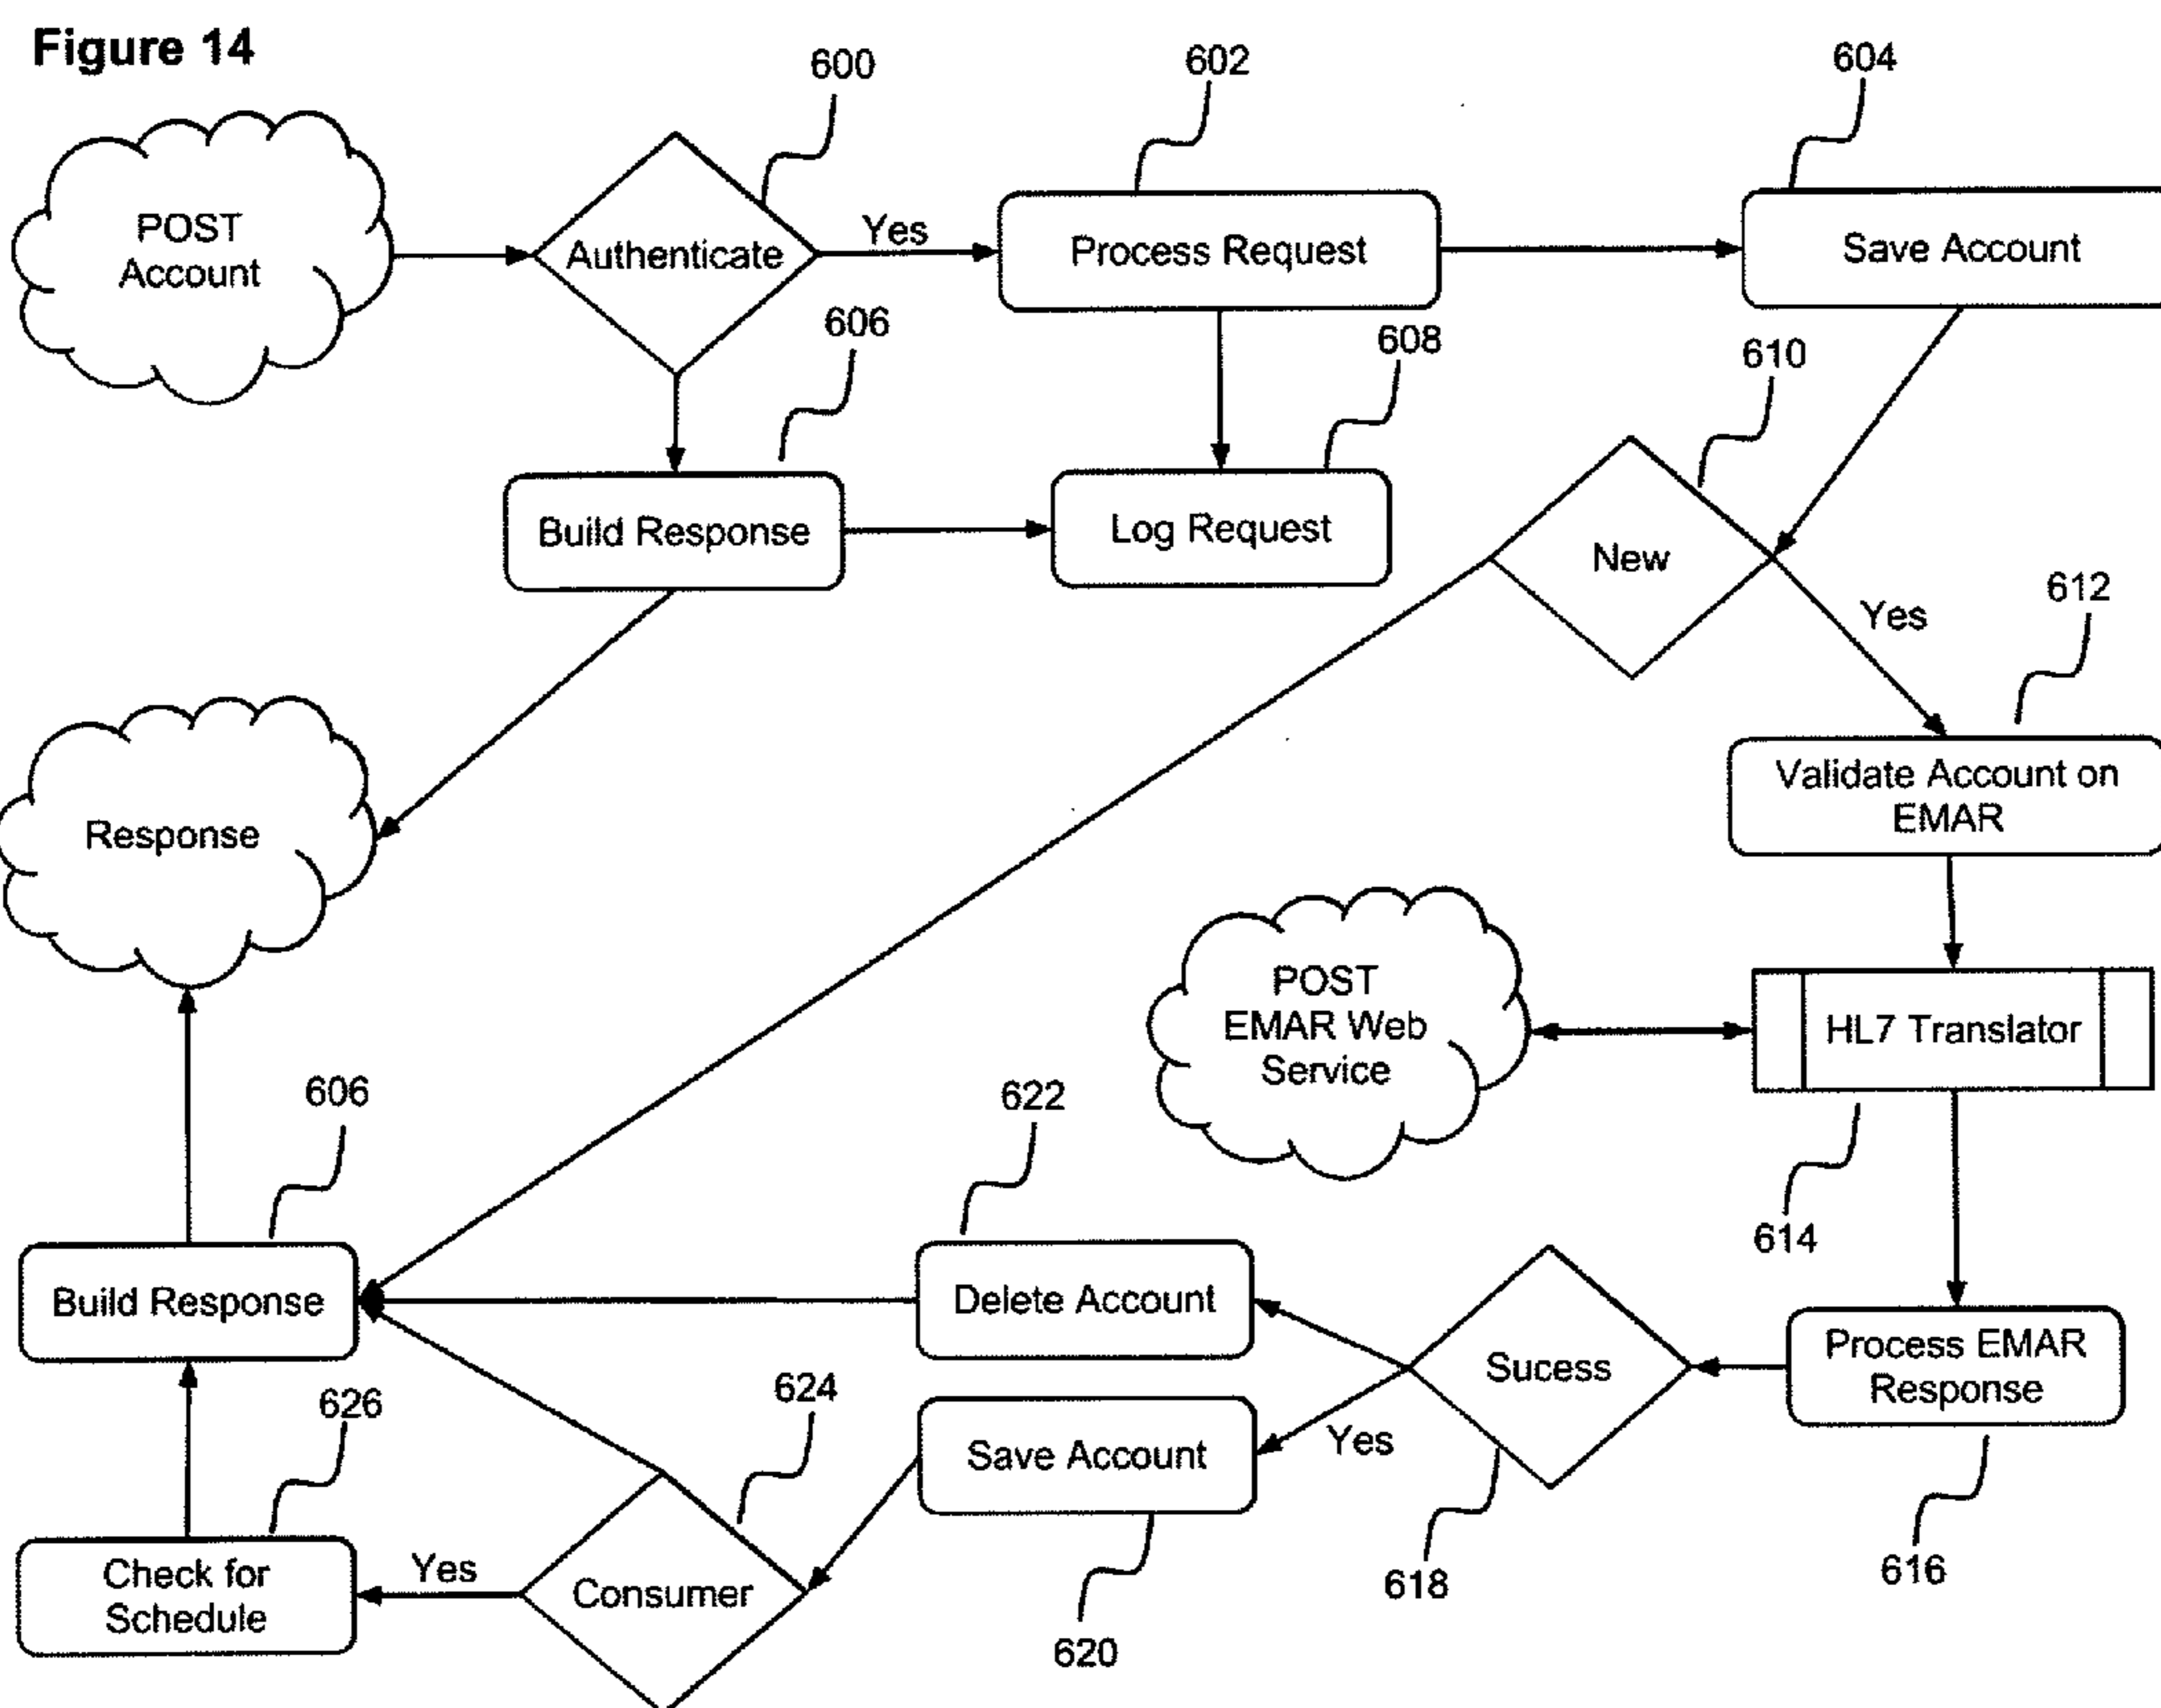 Figure 14
600
602
604
POST
Account
Authenticate
Yes
Process Request
Save Account
606
608
610
Build Response
Log Request
New
Yes
612
Validate Account on
EMAR
Response
POST
EMAR Web
Service
HL7 Translator
614
606
622
Build Response
Delete Account
Sucess
Process EMAR
Response
626
624
Save Account
Yes
618
616
Check for
Schedule
Yes
Consumer
620